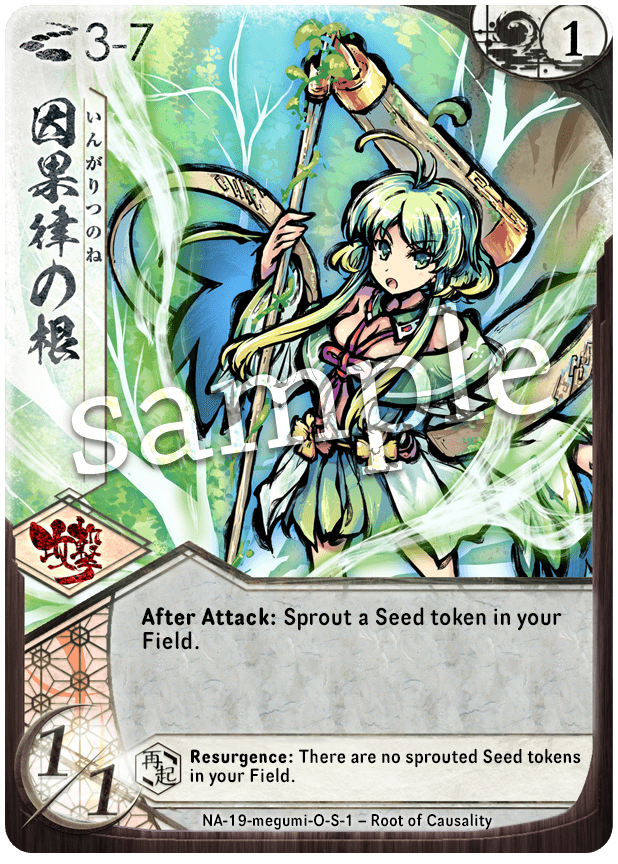 3-7
1
因果律の根
いんがりつのね
sample
攻撃
After Attack: Sprout a Seed token in your
Field.
1/1
再起
Resurgence: There are no sprouted Seed tokens
in your Field.
NA-19-megumi-O-S-1 – Root of Causality